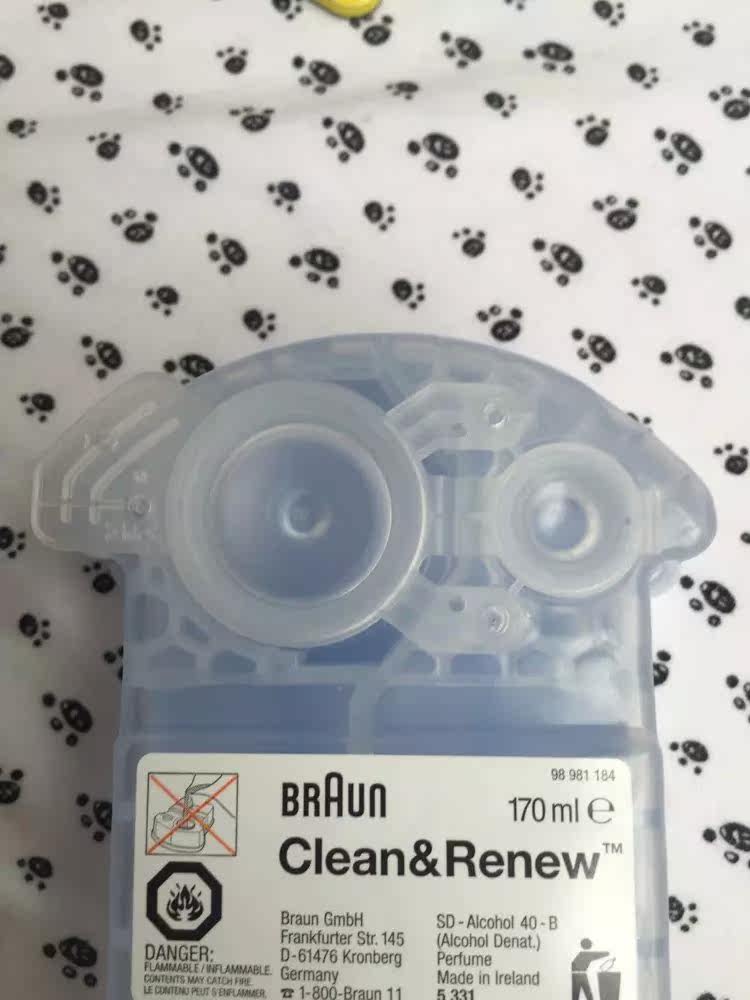 98 981 184
BRAUN
170 ml e
Clean&Renew™
Braun GmbH
Frankfurter Str. 145
D-61476 Kronberg
Germany
☎ 1-800-Braun 11
SD - Alcohol 40 - B
(Alcohol Denat.)
Perfume
Made in Ireland
5 331
DANGER:
FLAMMABLE / INFLAMMABLE.
CONTENTS MAY CATCH FIRE.
LE CONTENU PEUT S'ENFLAMMER.